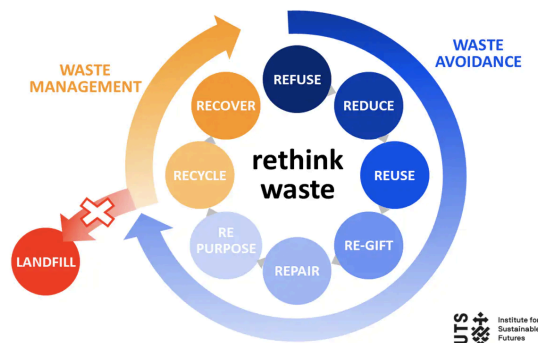 WASTE
MANAGEMENT
WASTE
AVOIDANCE
REFUSE
REDUCE
REUSE
RE-GIFT
REPAIR
RE
PURPOSE
RECYCLE
RECOVER
rethink
waste
LANDFILL
UTS
Institute for
Sustainable
Futures